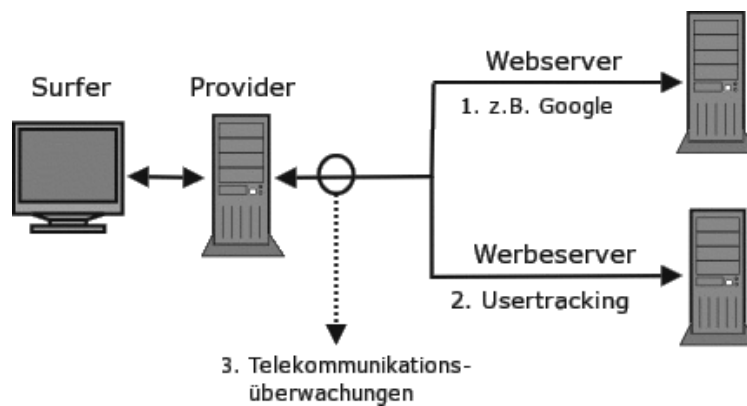 Surfer
Provider
Webserver
1. z.B. Google
Werbeserver
2. Usertracking
3. Telekommunikations-
überwachungen